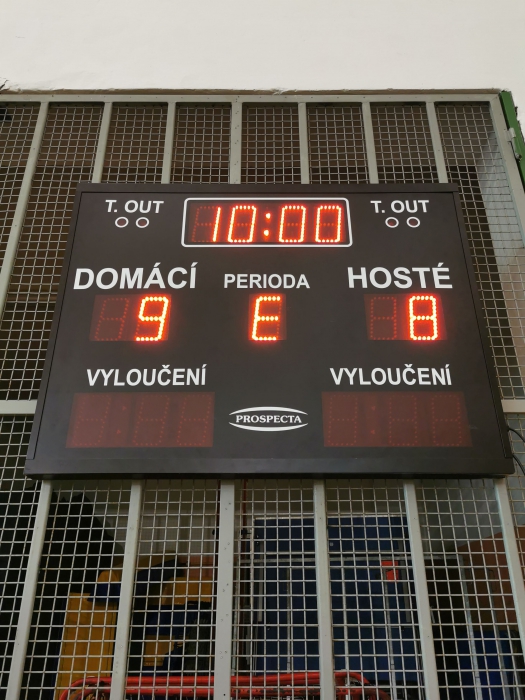 T. OUT 10:00 T. OUT
DOMÁCÍ PERIODA HOSTÉ
9 E 8
VYLOUČENÍ VYLOUČENÍ
PROSPECTA